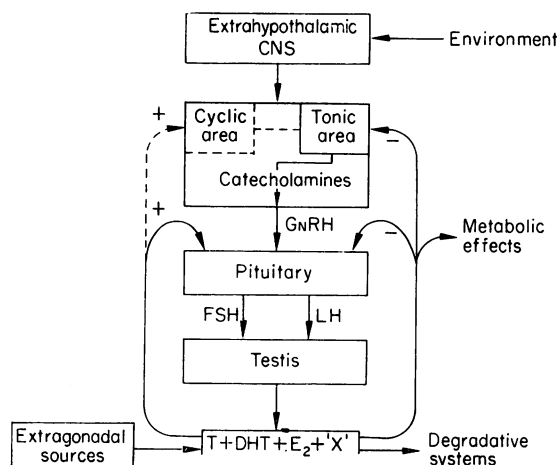 Extrahypothalamic
CNS
Environment
+
Cyclic
area
Tonic
area
−
Catecholamines
+
GNRH
−
Metabolic
effects
Pituitary
FSH
LH
Testis
Extragonadal
sources
T+DHT+E2+'X'
Degradative
systems